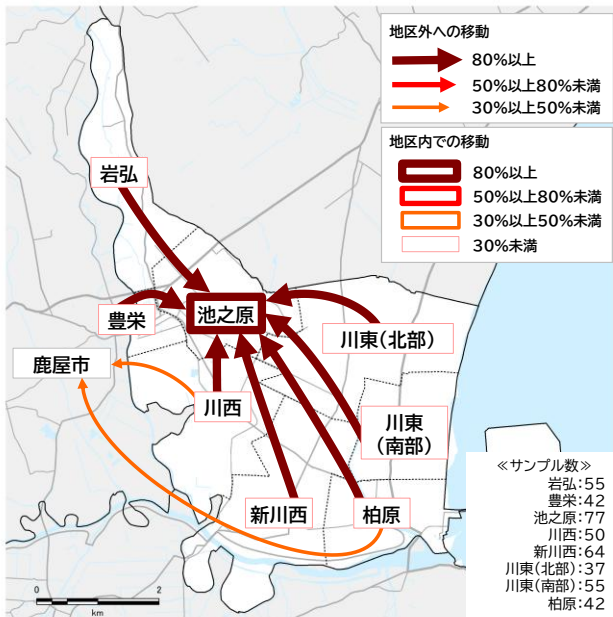 地区外への移動
80%以上
50%以上80%未満
30%以上50%未満
地区内での移動
80%以上
50%以上80%未満
30%以上50%未満
30%未満
岩弘
豊栄
池之原
川東(北部)
鹿屋市
川西
川東
(南部)
新川西
柏原
≪サンプル数≫
岩弘:55
豊栄:42
池之原:77
川西:50
新川西:64
川東(北部):37
川東(南部):55
柏原:42
0 1 2
km